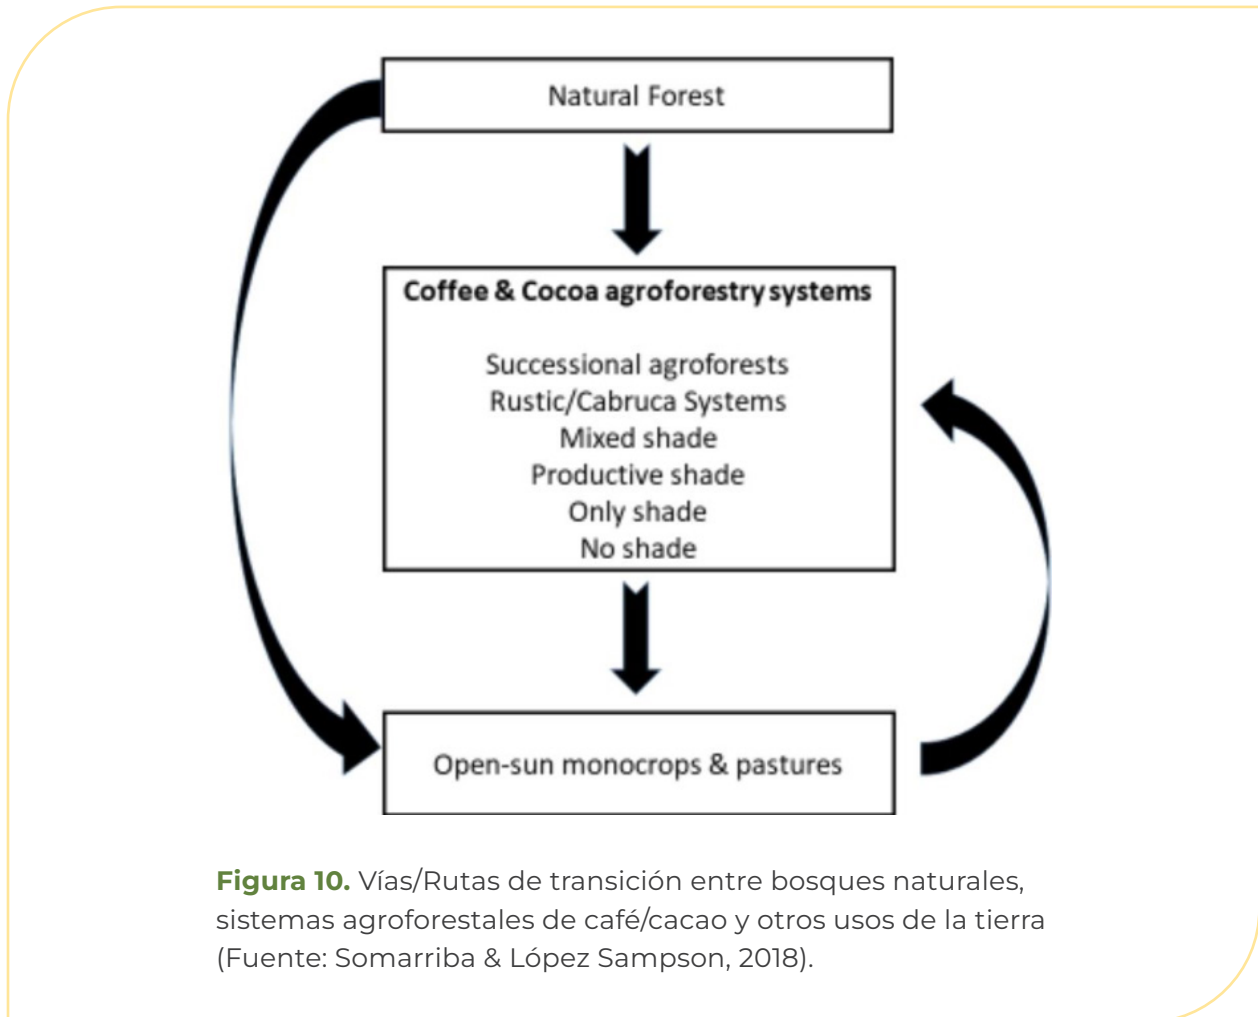 Natural Forest
Coffee & Cocoa agroforestry systems
Successional agroforests
Rustic/Cabruca Systems
Mixed shade
Productive shade
Only shade
No shade
Open-sun monocrops & pastures
Figura 10. Vías/Rutas de transición entre bosques naturales,
sistemas agroforestales de café/cacao y otros usos de la tierra
(Fuente: Somarriba & López Sampson, 2018).